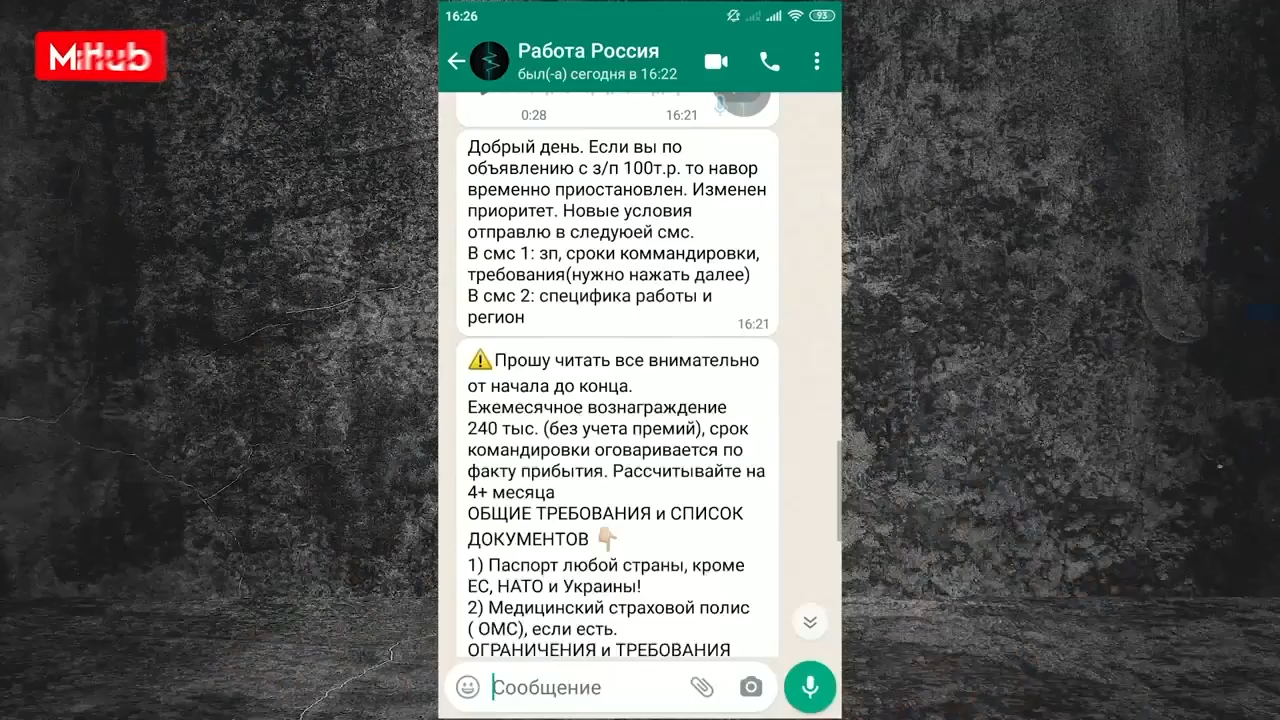 MiHub
16:26
93
Работа Россия
был(-а) сегодня в 16:22
0:28
16:21
Добрый день. Если вы по
объявлению с з/п 100т.р. то навор
временно приостановлен. Изменен
приоритет. Новые условия
отправлю в следуюей смс.
В смс 1: зп, сроки коммандировки,
требования(нужно нажать далее)
В смс 2: специфика работы и
регион
16:21
⚠️Прошу читать все внимательно
от начала до конца.
Ежемесячное вознаграждение
240 тыс. (без учета премий), срок
командировки оговаривается по
факту прибытия. Рассчитывайте на
4+ месяца
ОБЩИЕ ТРЕБОВАНИЯ и СПИСОК
ДОКУМЕНТОВ 👇🏻
1) Паспорт любой страны, кроме
ЕС, НАТО и Украины!
2) Медицинский страховой полис
( ОМС), если есть.
ОГРАНИЧЕНИЯ и ТРЕБОВАНИЯ
Сообщение